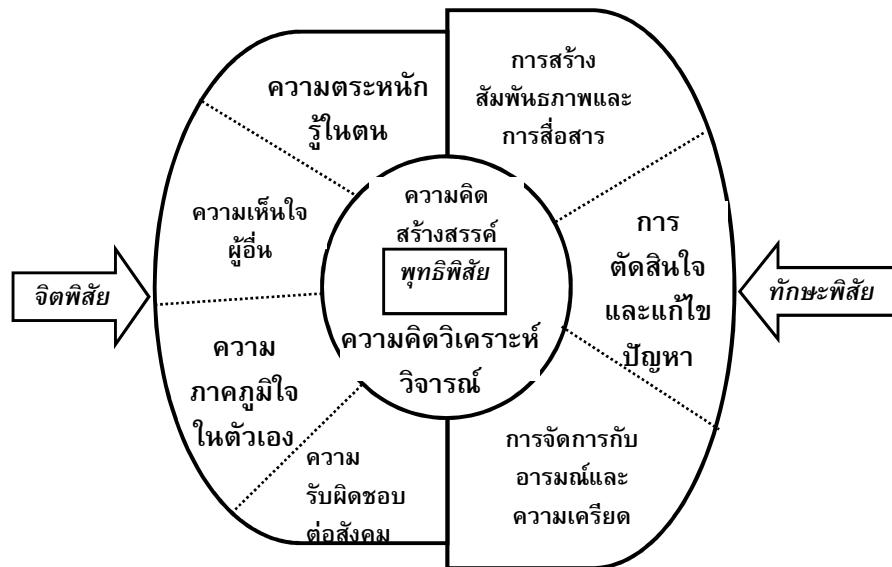 ความตระหนัก
รู้ในตน
การสร้าง
สัมพันธภาพและ
การสื่อสาร
ความเห็นใจ
ผู้อื่น
ความคิด
สร้างสรรค์
พุทธิพิสัย
ความคิดวิเคราะห์
วิจารณ์
การ
ตัดสินใจ
และแก้ไข
ปัญหา
จิตพิสัย
ทักษะพิสัย
ความ
ภาคภูมิใจ
ในตัวเอง
ความ
รับผิดชอบ
ต่อสังคม
การจัดการกับ
อารมณ์และ
ความเครียด